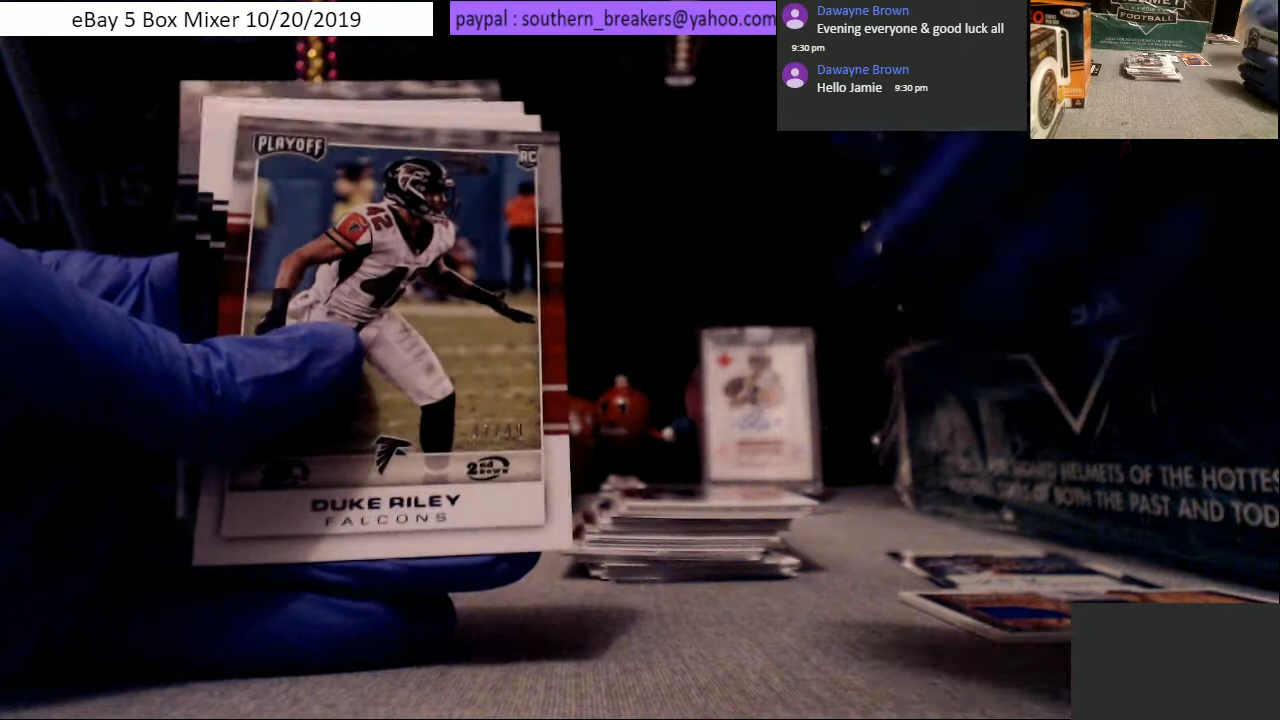 eBay 5 Box Mixer 10/20/2019
paypal : southern_breakers@yahoo.com
Dawayne Brown
Evening everyone & good luck all
9:30 pm
Dawayne Brown
Hello Jamie 9:30 pm
FOOTBALL
PLAYOFF
RC
42
2nd DOWN
DUKE RILEY
FALCONS
HELMETS OF THE HOTTES
OF BOTH THE PAST AND TOD